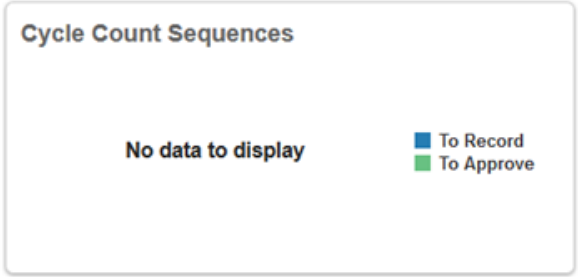 Cycle Count Sequences
No data to display
To Record
To Approve